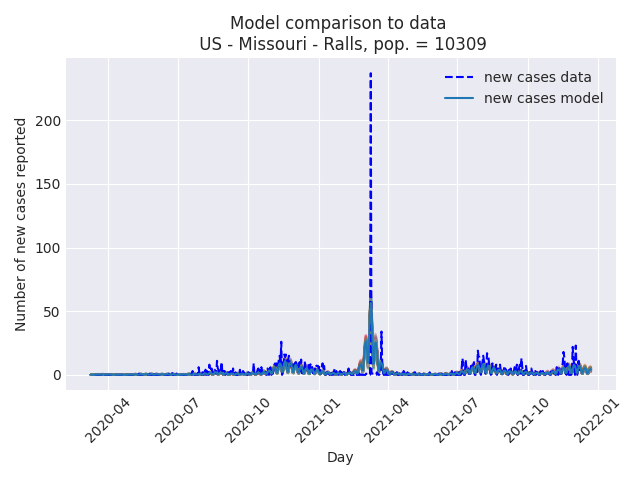 Model comparison to data
US - Missouri - Ralls, pop. = 10309
new cases data
new cases model
Number of new cases reported
200
150
100
50
0
2020-04
2020-07
2020-10
2021-01
2021-04
2021-07
2021-10
2022-01
Day